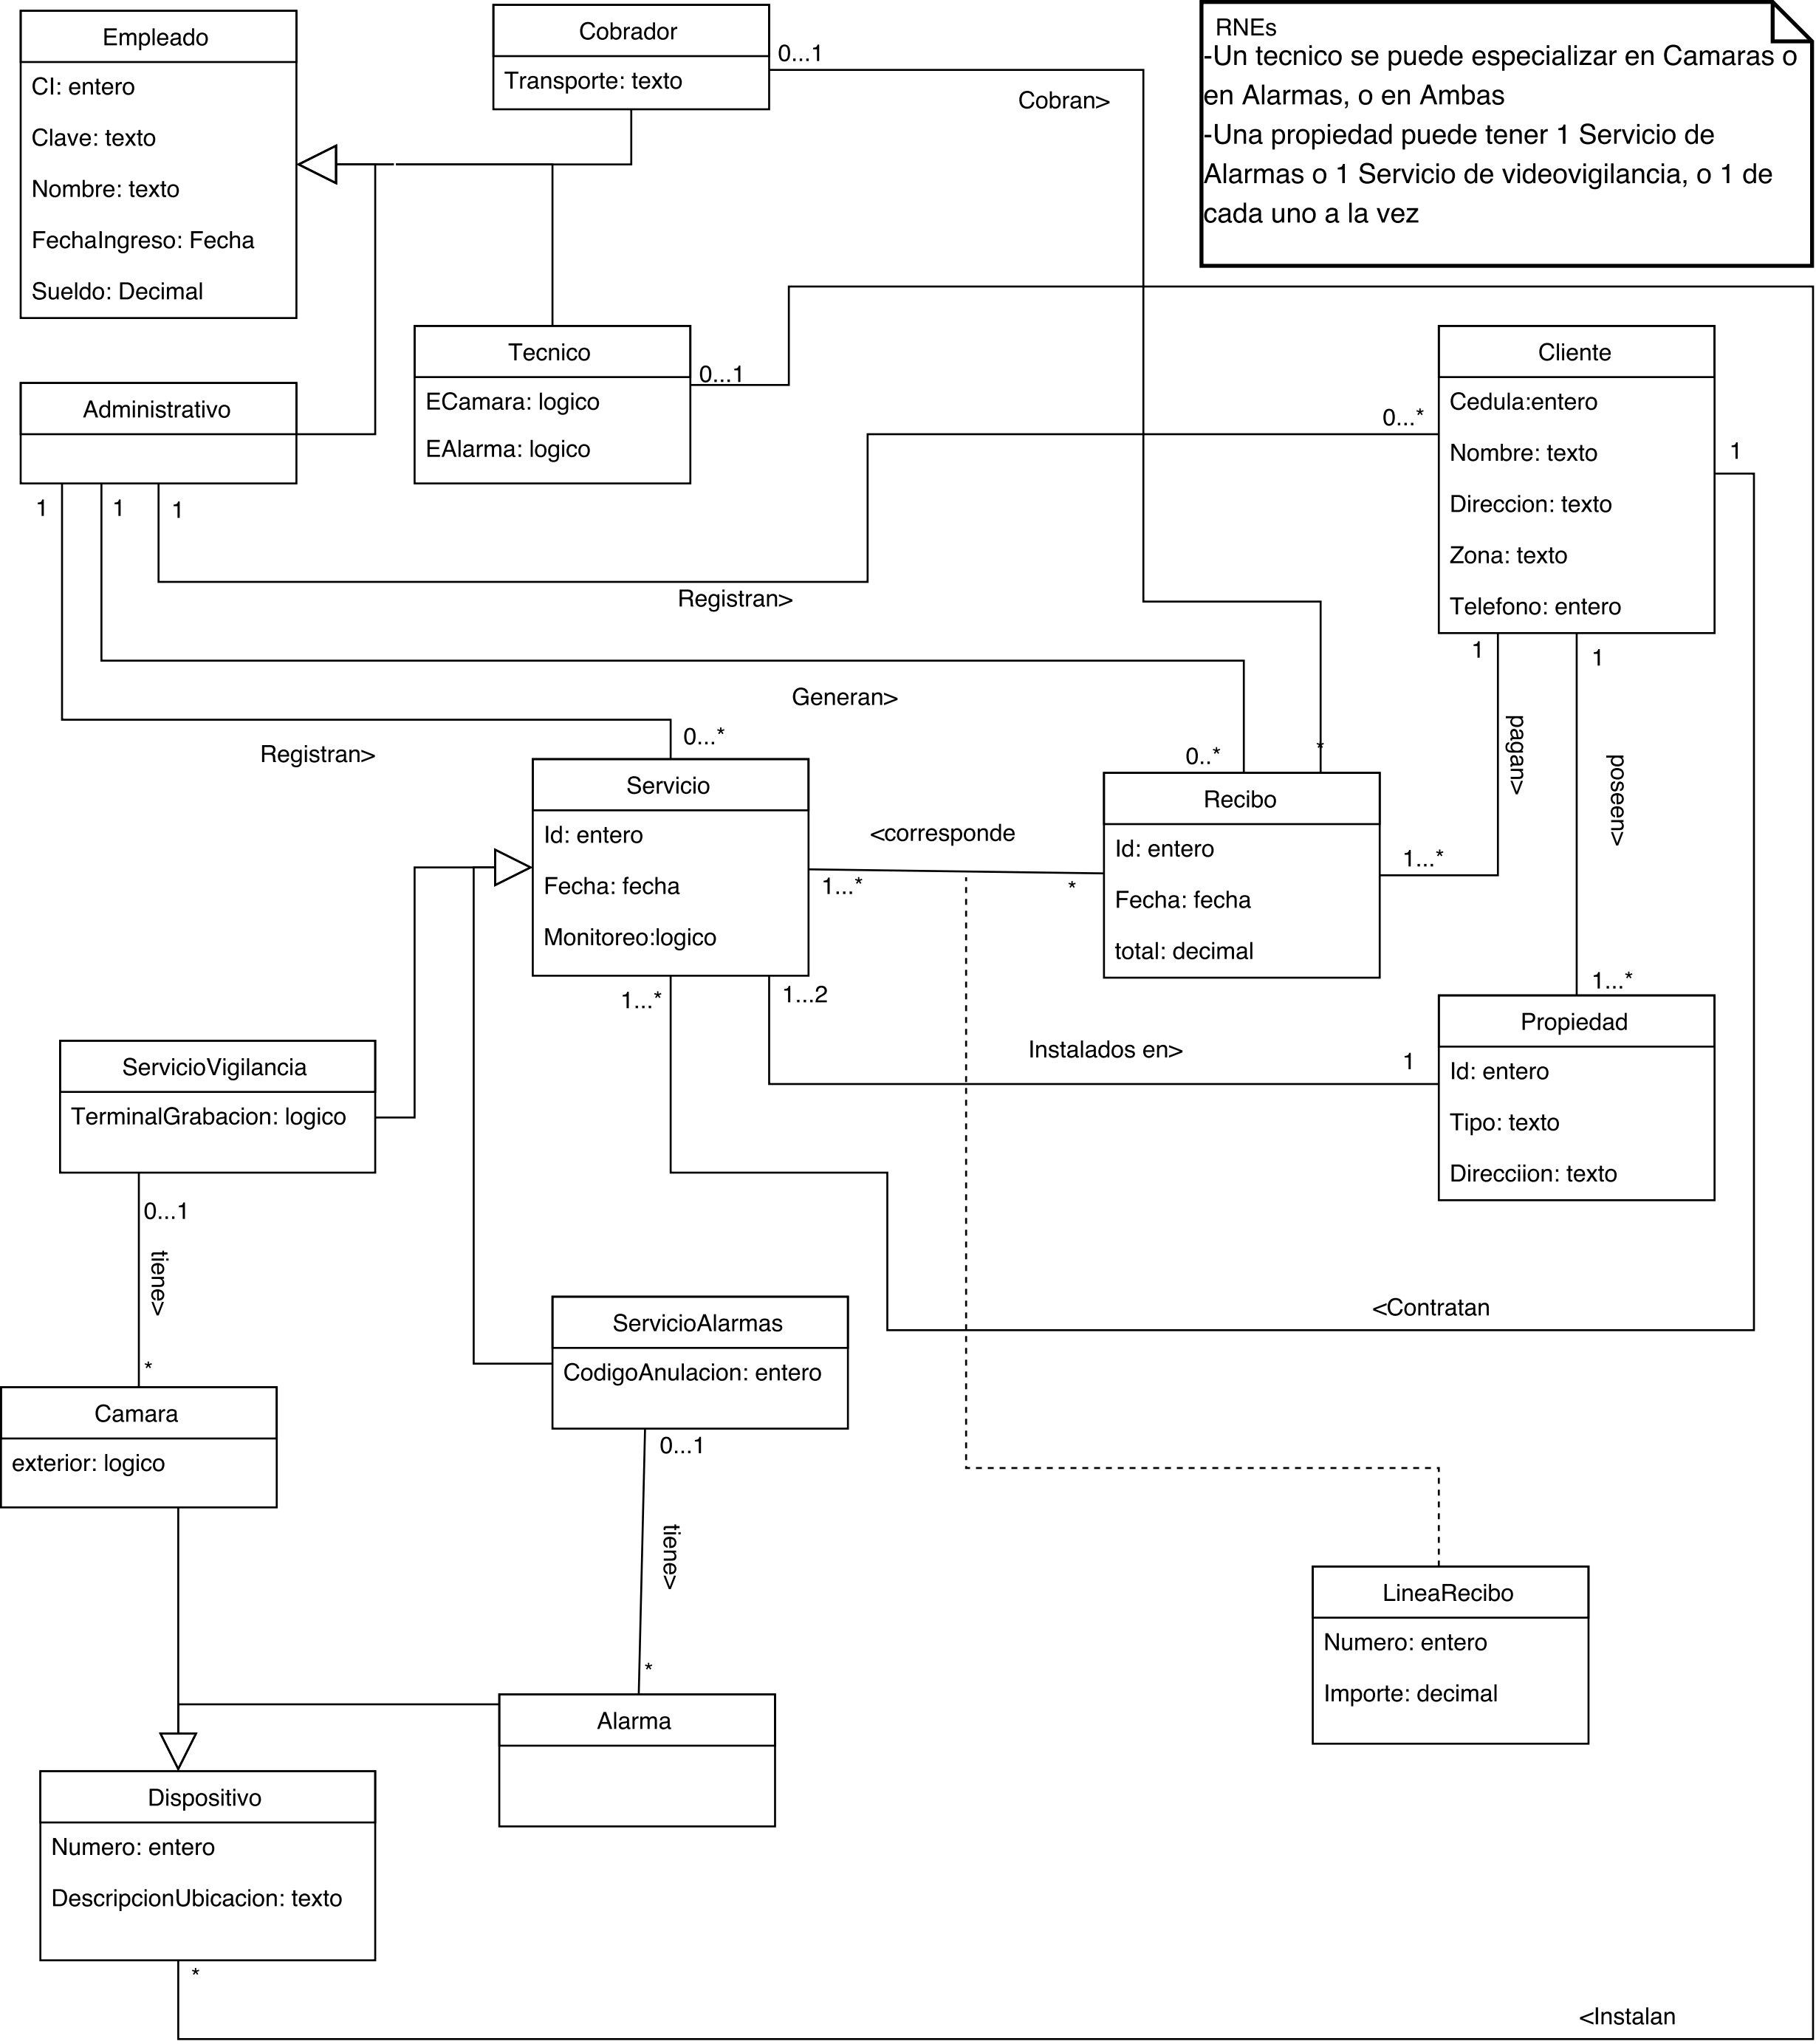 Empleado
CI: entero
Clave: texto
Nombre: texto
FechaIngreso: Fecha
Sueldo: Decimal
Cobrador
Transporte: texto
0...1
Cobran>
RNEs
-Un tecnico se puede especializar en Camaras o
en Alarmas, o en Ambas
-Una propiedad puede tener 1 Servicio de
Alarmas o 1 Servicio de videovigilancia, o 1 de
cada uno a la vez
Administrativo
1
1
1
Tecnico
ECamara: logico
EAlarma: logico
0...1
Cliente
Cedula:entero
Nombre: texto
Direccion: texto
Zona: texto
Telefono: entero
0...*
1
1
1
Registran>
Generan>
Registran>
0...*
0..*
*
pagan>
poseen>
Servicio
Id: entero
Fecha: fecha
Monitoreo:logico
<corresponde
1...*
*
Recibo
Id: entero
Fecha: fecha
total: decimal
1...*
1...*
1...*
1...2
Instalados en>
1
Propiedad
Id: entero
Tipo: texto
Direcciion: texto
ServicioVigilancia
TerminalGrabacion: logico
0...1
tiene>
*
<Contratan
ServicioAlarmas
CodigoAnulacion: entero
0...1
tiene>
*
Camara
exterior: logico
LineaRecibo
Numero: entero
Importe: decimal
Alarma
Dispositivo
Numero: entero
DescripcionUbicacion: texto
*
<Instalan